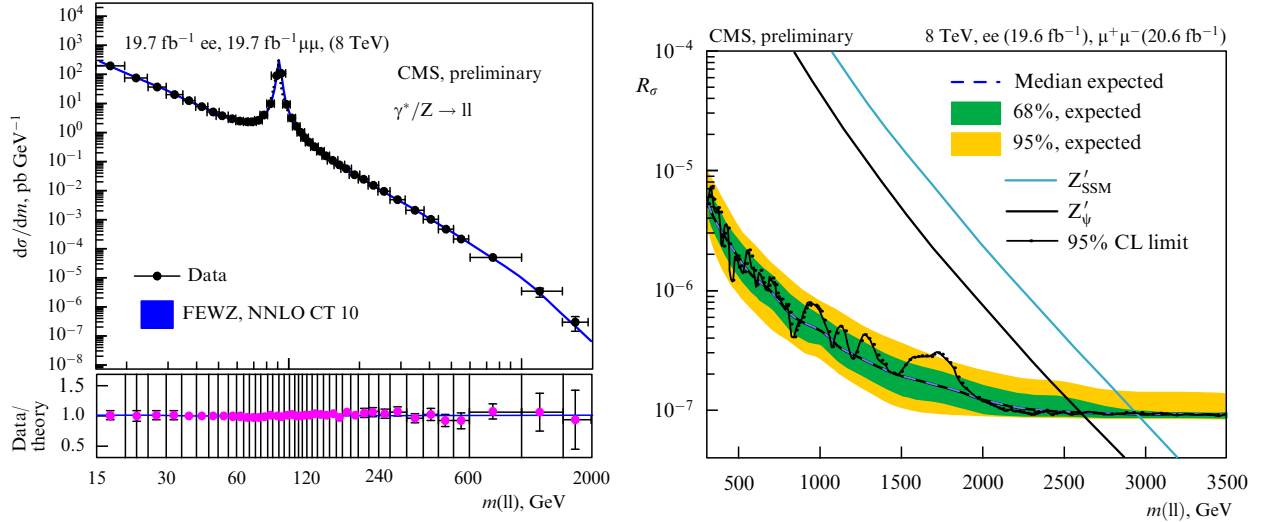 19.7 fb⁻¹ ee, 19.7 fb⁻¹ μμ, (8 TeV)
CMS, preliminary
γ*/Z → ll
dσ/dm, pb GeV⁻¹
10⁴
10³
10²
10
10⁰
10⁻¹
10⁻²
10⁻³
10⁻⁴
10⁻⁵
10⁻⁶
10⁻⁷
10⁻⁸
Data
FEWZ, NNLO CT 10
Data/
theory
1.5
1.0
0.5
15 30 60 120 240 600 2000
m(ll), GeV
CMS, preliminary 8 TeV, ee (19.6 fb⁻¹), μ⁺μ⁻ (20.6 fb⁻¹)
Rσ
10⁻⁴
10⁻⁵
10⁻⁶
10⁻⁷
Median expected
68%, expected
95%, expected
Z′SSM
Z′ψ
95% CL limit
500 1000 1500 2000 2500 3000 3500
m(ll), GeV